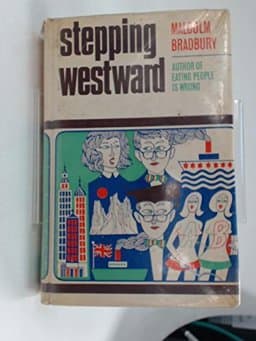 stepping
westward
MALCOLM
BRADBURY
AUTHOR OF
EATING PEOPLE
IS WRONG
A
B